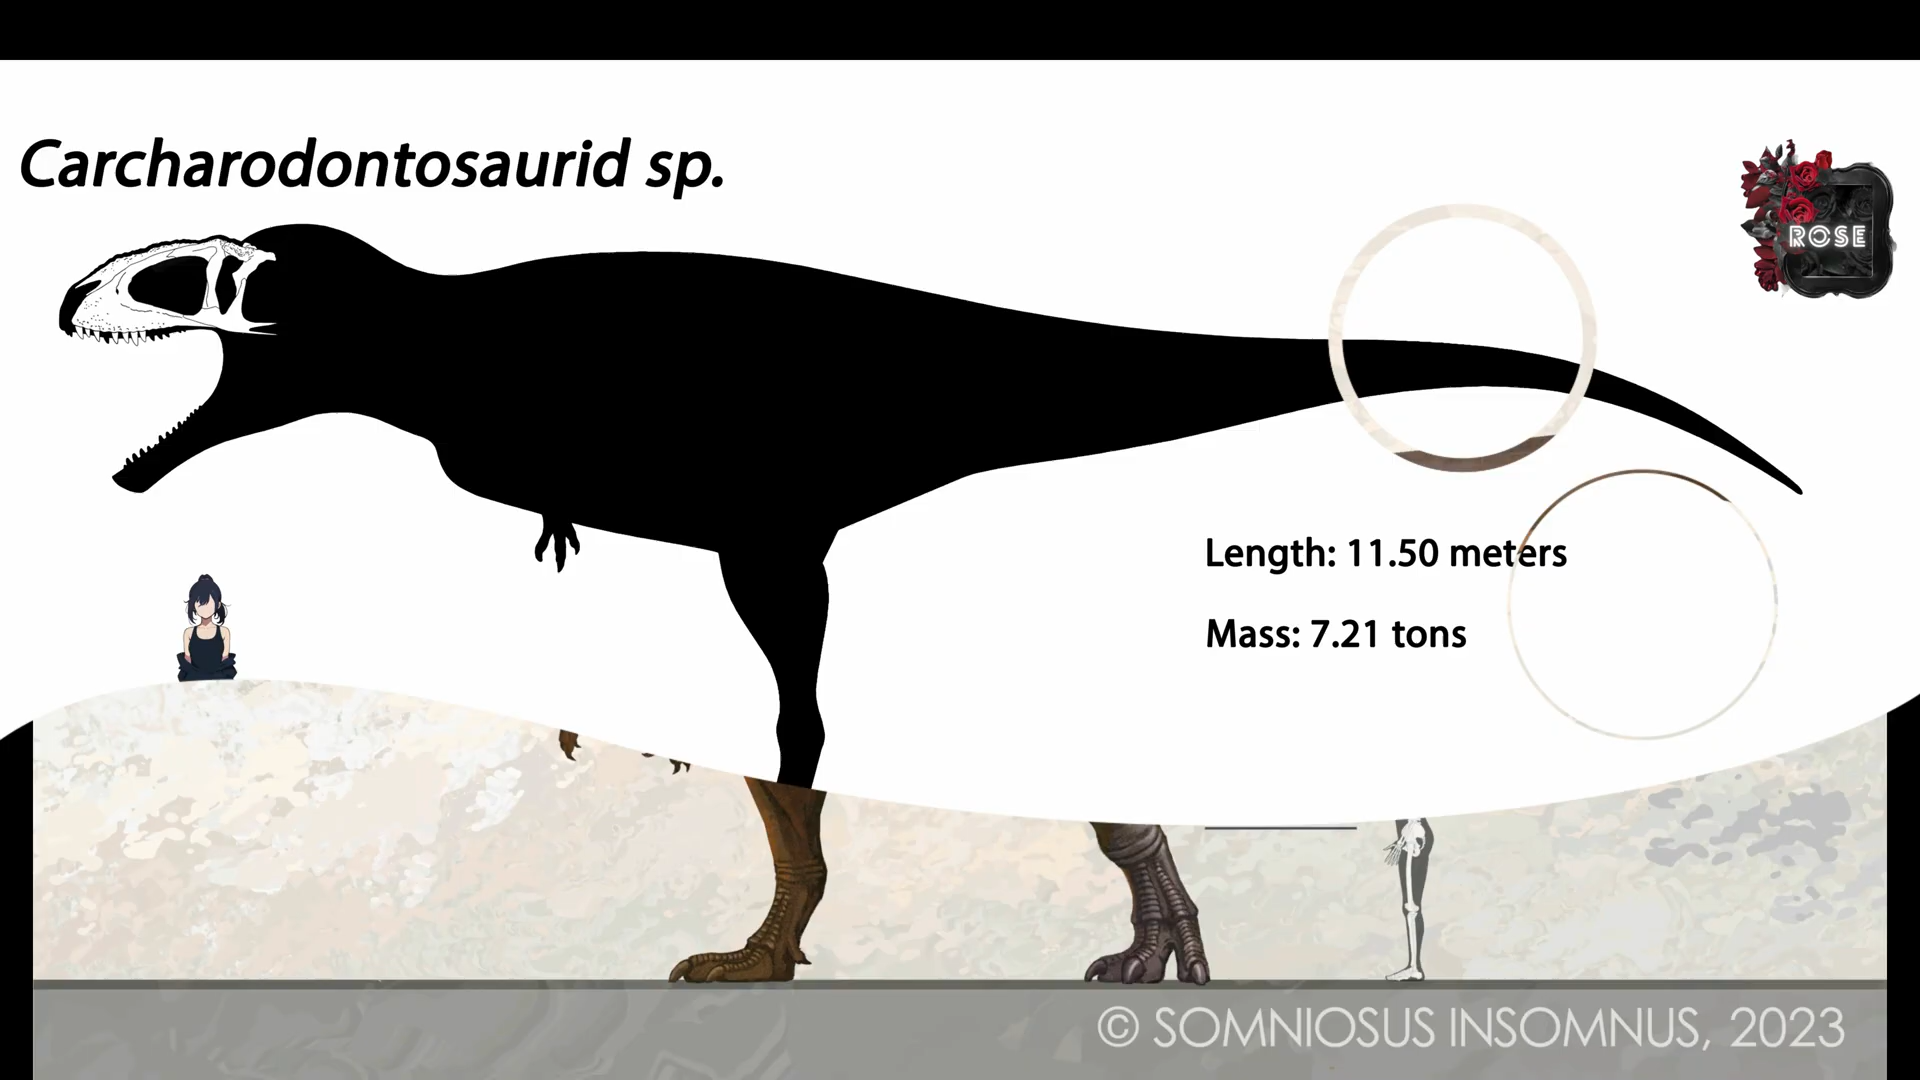 Carcharodontosaurid sp.
ROSE
Length: 11.50 meters
Mass: 7.21 tons
© SOMNIOSUS INSOMNUS, 2023